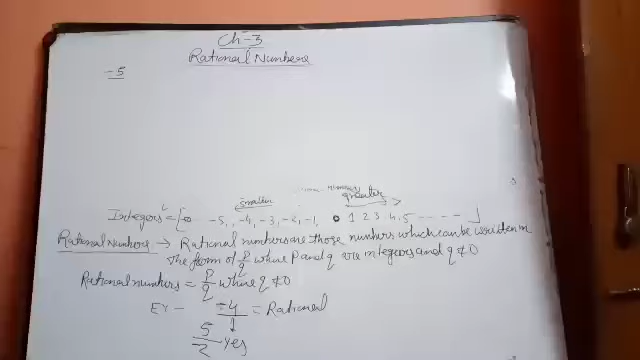 Ch-3
Rational Numbers
-5
smaller
greater
Integers = [∞ -5, -4, -3, -2, -1, 0 1 2 3 4, 5 ----- ]
Rational Numbers → Rational numbers are those numbers which can be written in
the form of p/q where P and q are integers and q ≠ 0
Rational numbers = P/q where q ≠ 0
EX - -4 = Rational
5/-2 yes